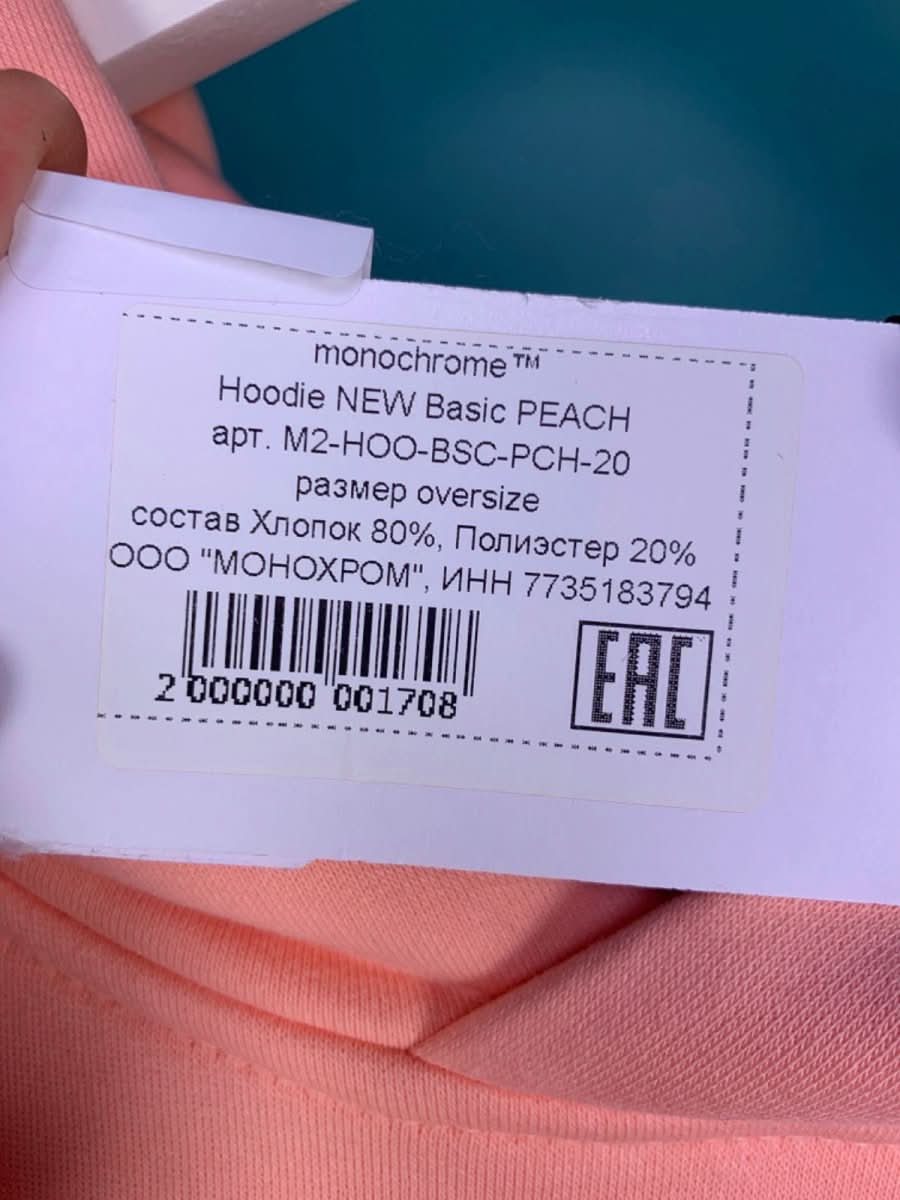 monochrome™
Hoodie NEW Basic PEACH
арт. M2-HOO-BSC-PCH-20
размер oversize
состав Хлопок 80%, Полиэстер 20%
ООО "МОНОХРОМ", ИНН 7735183794
2 000000 001708
EAC